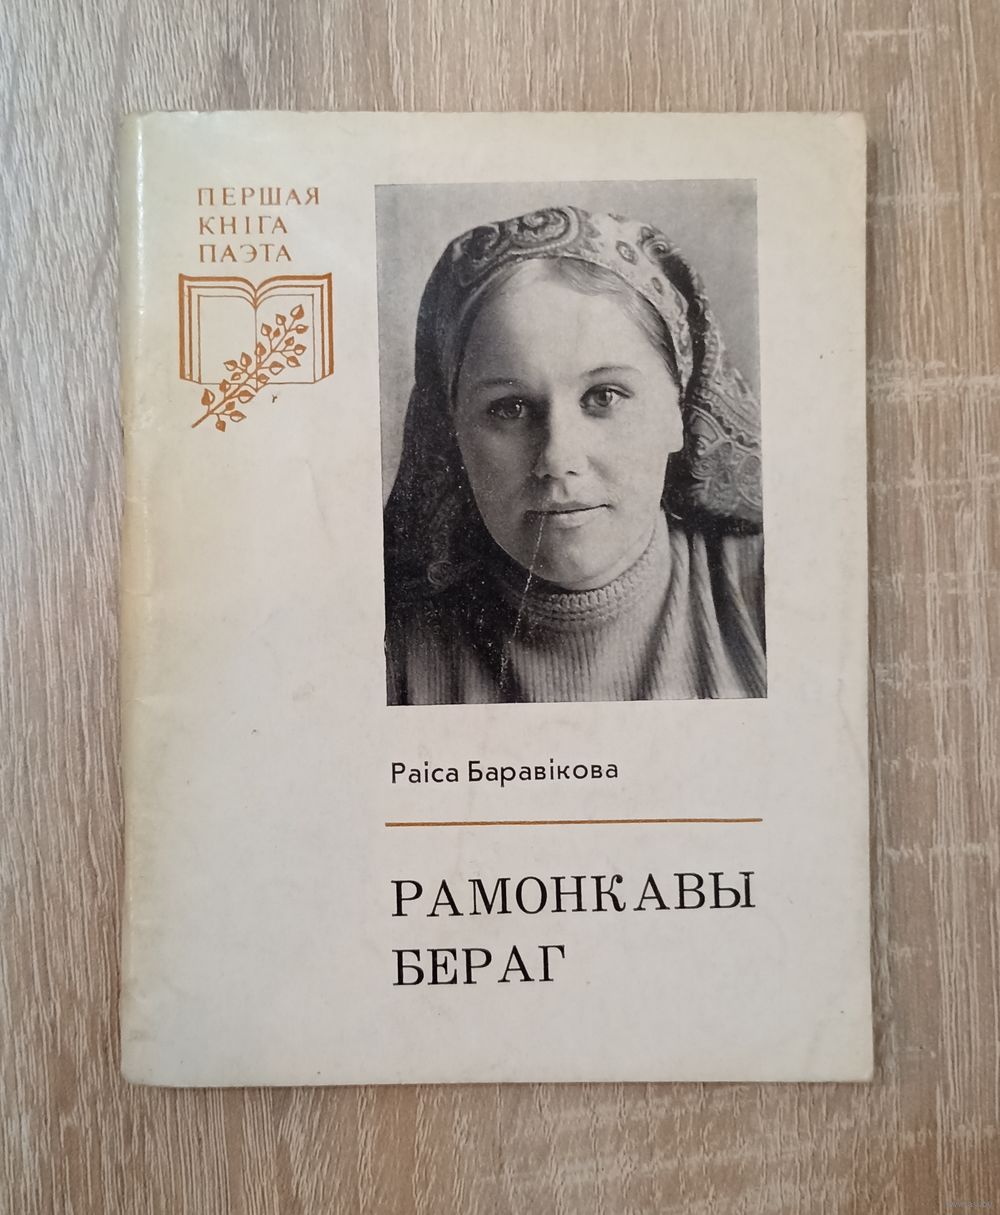 ПЕРШАЯ
КНІГА
ПАЭТА
Раіса Баравікова
РАМОНКАВЫ
БЕРАГ